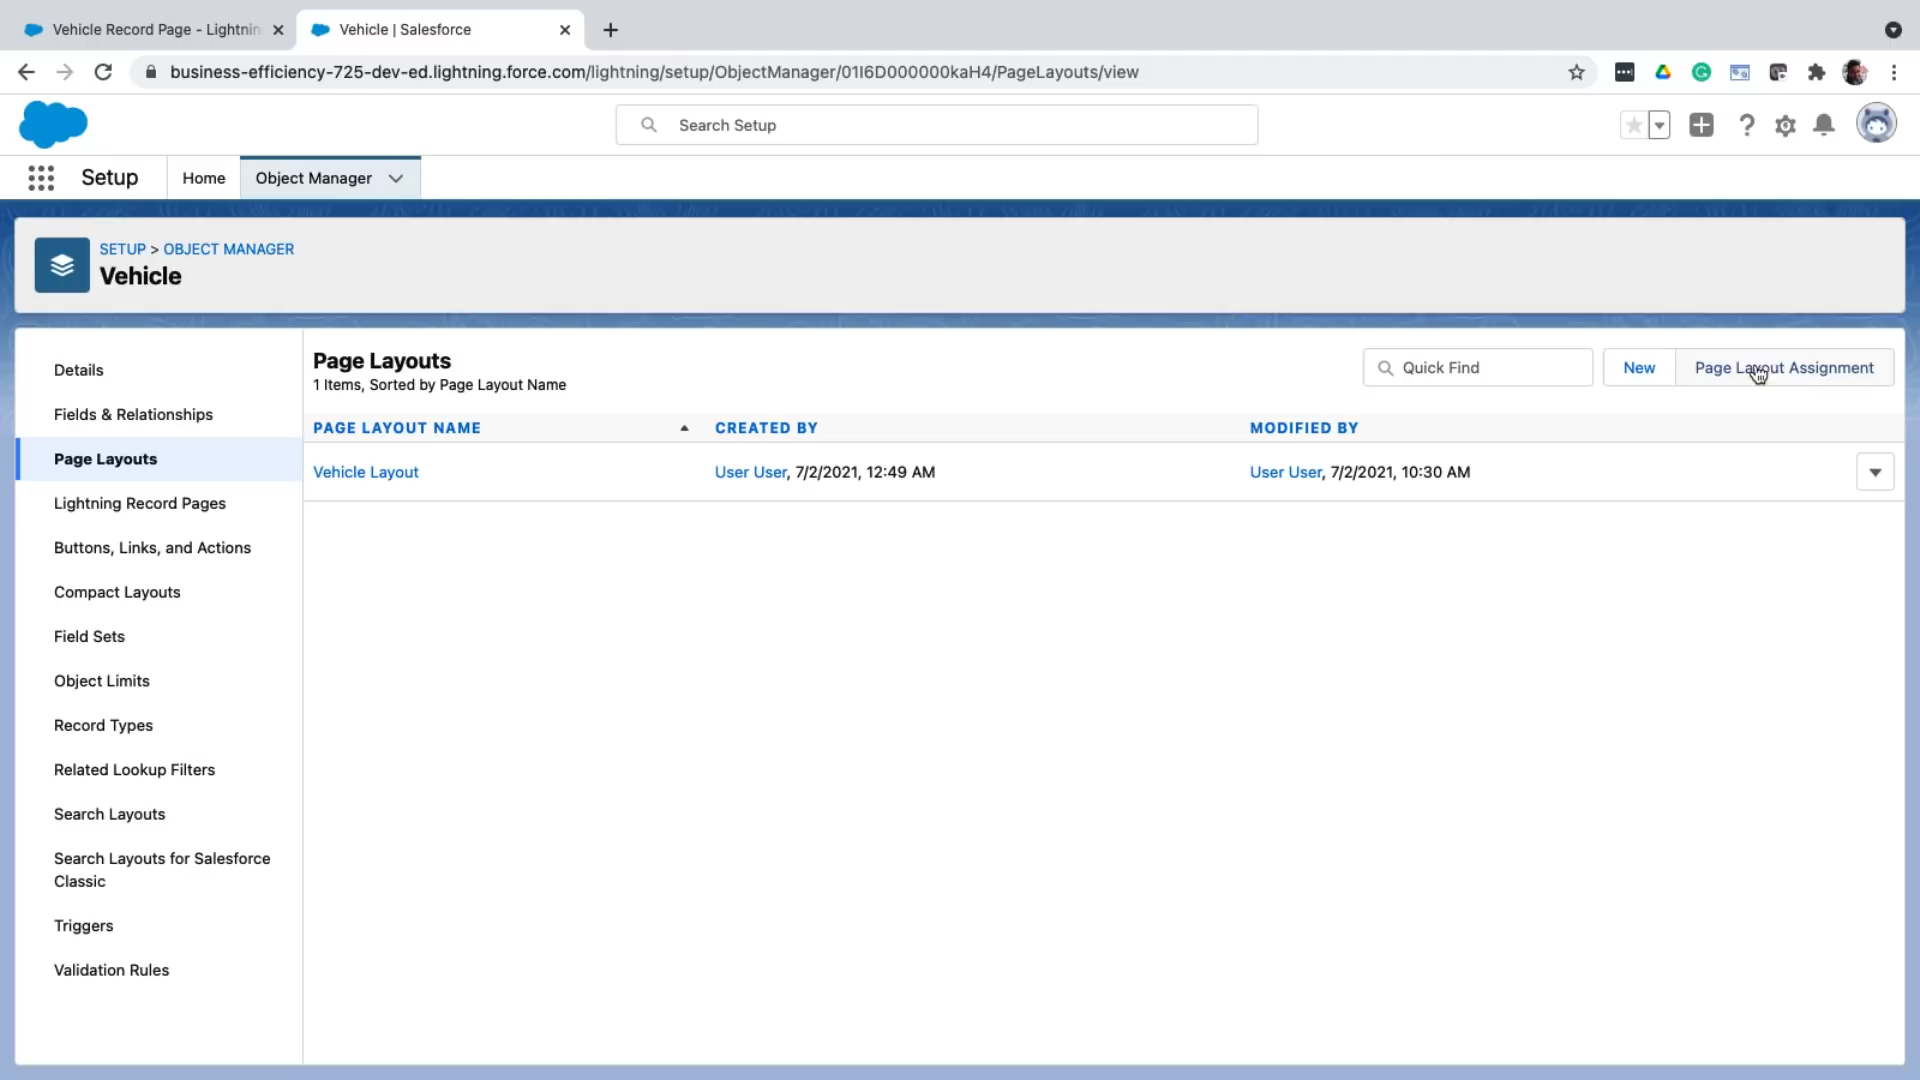 Vehicle Record Page - Lightnin
Vehicle | Salesforce
business-efficiency-725-dev-ed.lightning.force.com/lightning/setup/ObjectManager/01I6D000000kaH4/PageLayouts/view
Search Setup
Setup
Home
Object Manager
SETUP > OBJECT MANAGER
Vehicle
Details
Fields & Relationships
Page Layouts
Lightning Record Pages
Buttons, Links, and Actions
Compact Layouts
Field Sets
Object Limits
Record Types
Related Lookup Filters
Search Layouts
Search Layouts for Salesforce
Classic
Triggers
Validation Rules
Page Layouts
1 Items, Sorted by Page Layout Name
Quick Find
New
Page Layout Assignment
PAGE LAYOUT NAME
CREATED BY
MODIFIED BY
Vehicle Layout
User User, 7/2/2021, 12:49 AM
User User, 7/2/2021, 10:30 AM